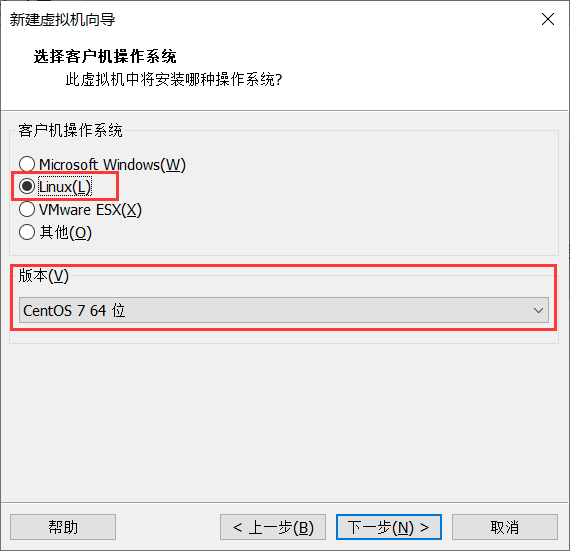 新建虚拟机向导
选择客户机操作系统
此虚拟机中将安装哪种操作系统?
客户机操作系统
Microsoft Windows(W)
Linux(L)
VMware ESX(X)
其他(O)
版本(V)
CentOS 7 64 位
帮助
< 上一步(B)
下一步(N) >
取消